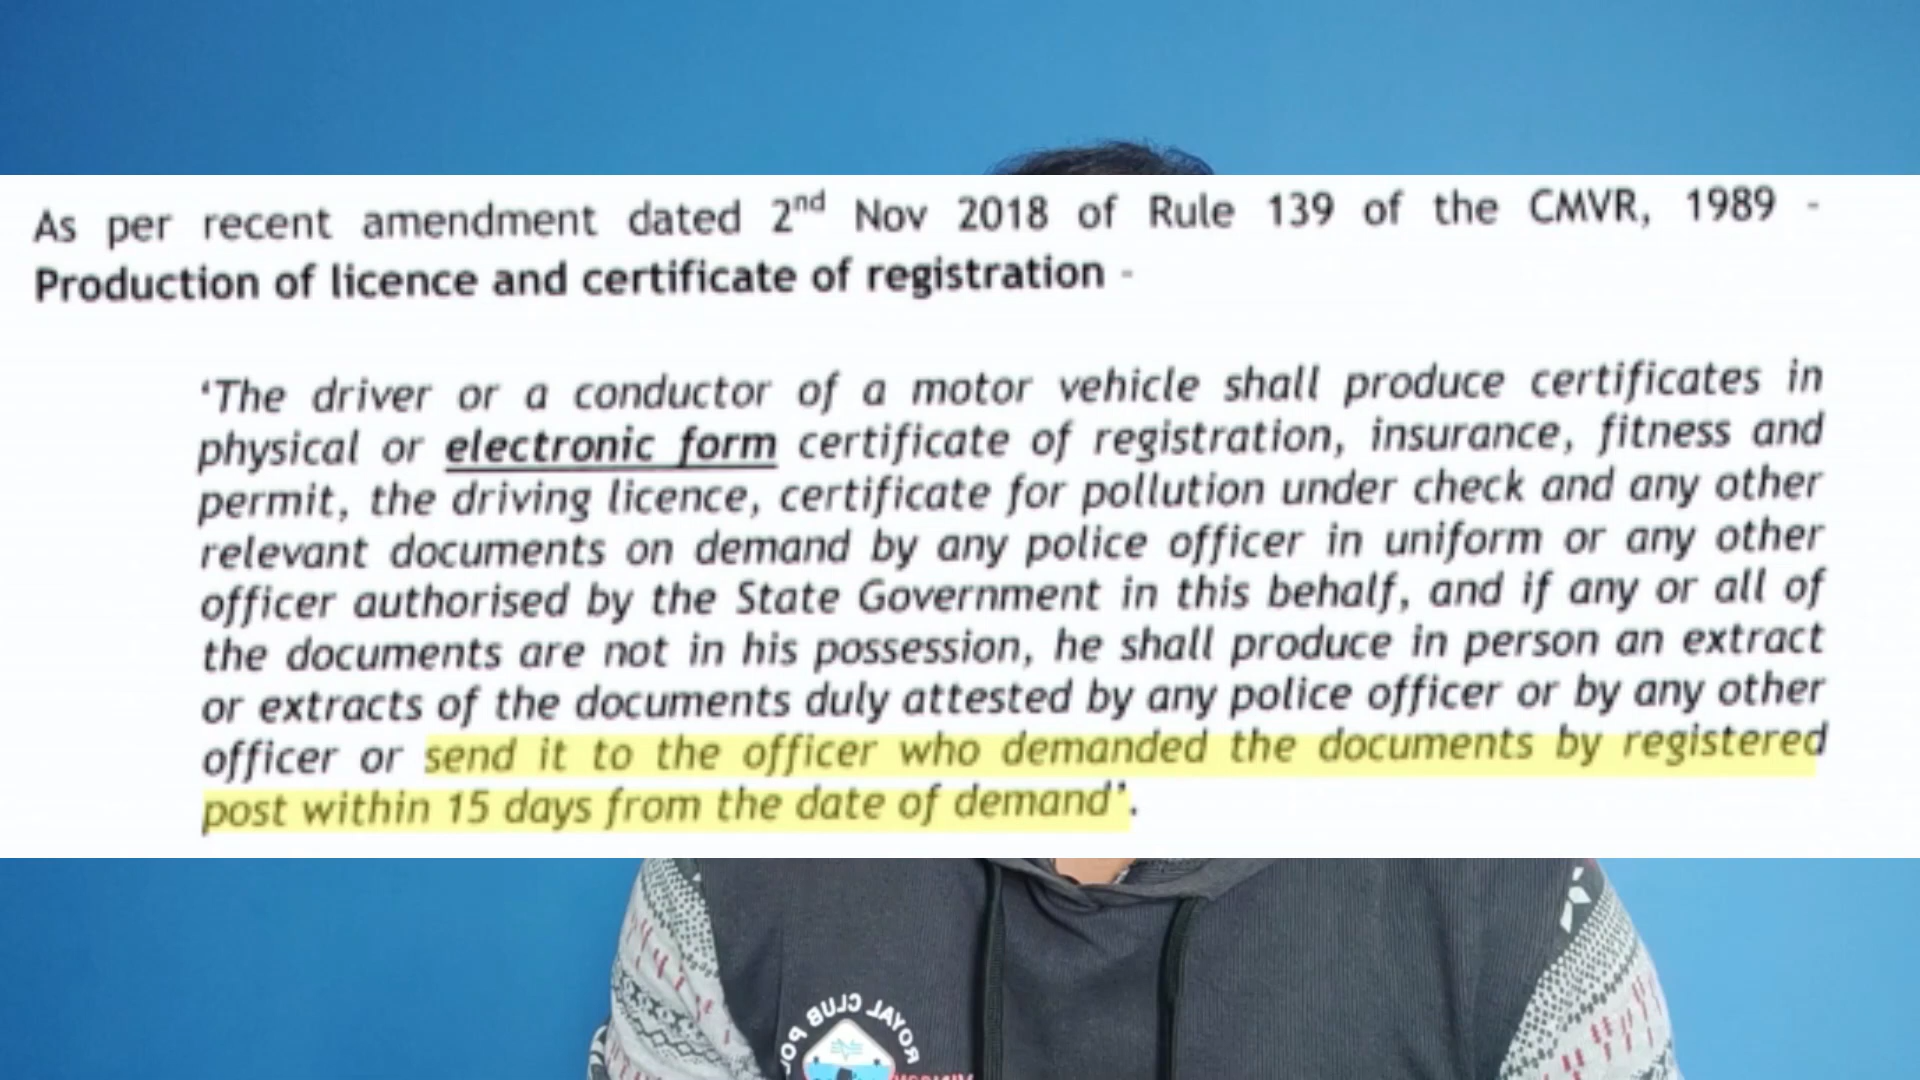 As per recent amendment dated 2nd Nov 2018 of Rule 139 of the CMVR, 1989 -
Production of licence and certificate of registration -
‘The driver or a conductor of a motor vehicle shall produce certificates in
physical or electronic form certificate of registration, insurance, fitness and
permit, the driving licence, certificate for pollution under check and any other
relevant documents on demand by any police officer in uniform or any other
officer authorised by the State Government in this behalf, and if any or all of
the documents are not in his possession, he shall produce in person an extract
or extracts of the documents duly attested by any police officer or by any other
officer or send it to the officer who demanded the documents by registered
post within 15 days from the date of demand’.
ROYAL CLUB